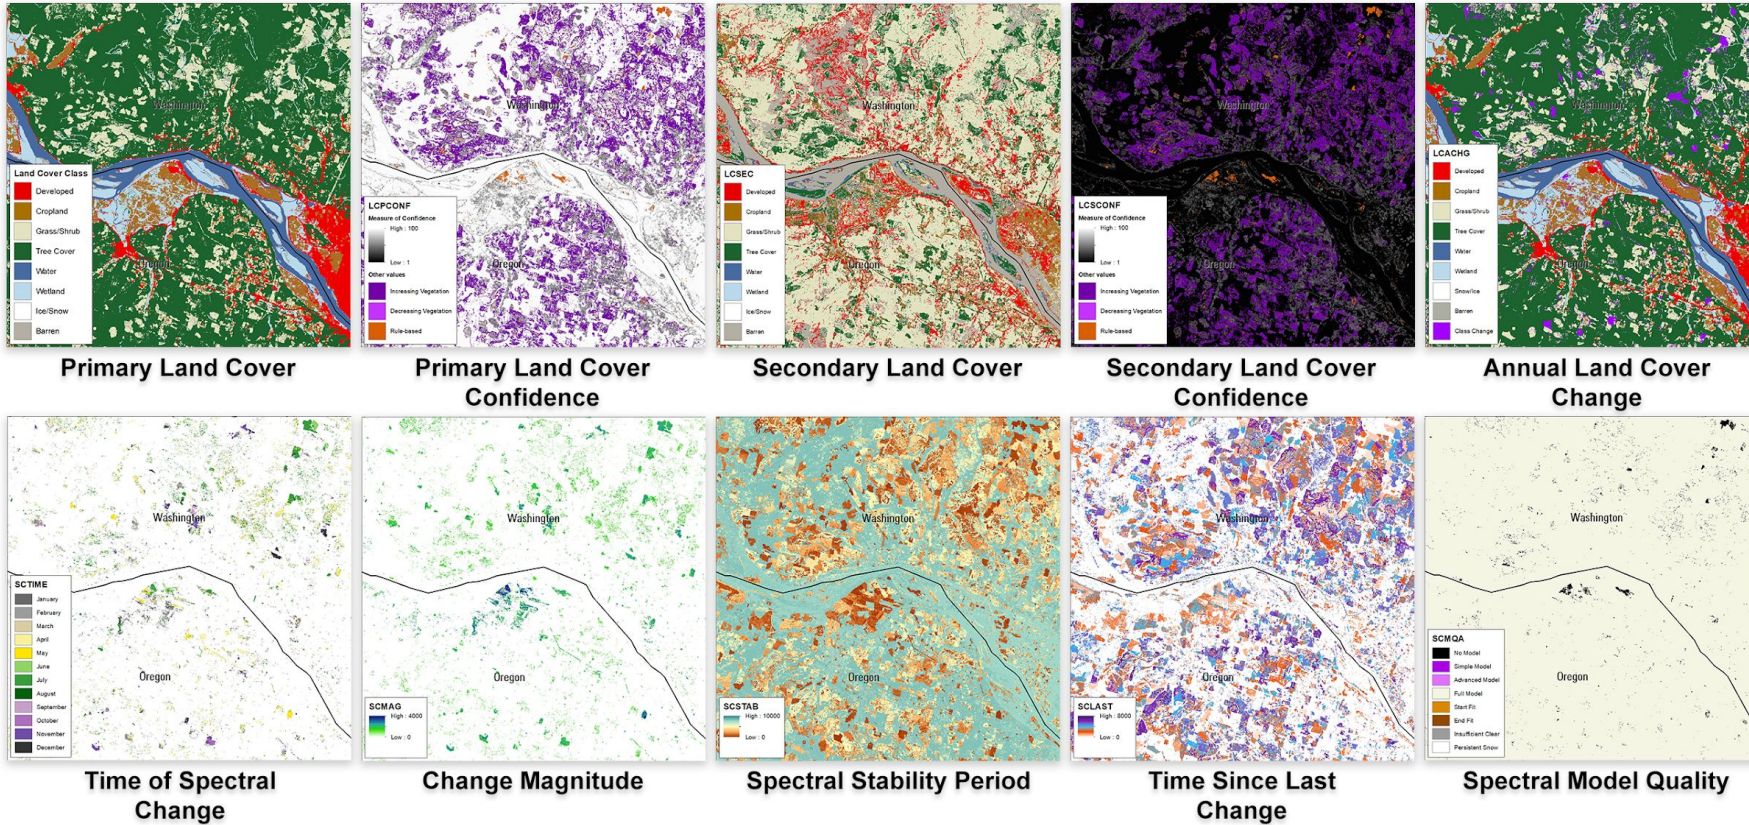 Washington
Oregon
Land Cover Class
Developed
Cropland
Grass/Shrub
Tree Cover
Water
Wetland
Ice/Snow
Barren
Primary Land Cover
Washington
Oregon
LCPCONF
Measure of Confidence
High : 100
Low : 1
Other values
Increasing Vegetation
Decreasing Vegetation
Rule-based
Primary Land Cover
Confidence
Washington
Oregon
LCSEC
Developed
Cropland
Grass/Shrub
Tree Cover
Water
Wetland
Ice/Snow
Barren
Secondary Land Cover
Washington
Oregon
LCSCONF
Measure of Confidence
High : 100
Low : 1
Other values
Increasing Vegetation
Decreasing Vegetation
Rule-based
Secondary Land Cover
Confidence
Washington
Oregon
LCACHG
Developed
Cropland
Grass/Shrub
Tree Cover
Water
Wetland
Snow/Ice
Barren
Class Change
Annual Land Cover
Change
Washington
Oregon
SCTIME
January
February
March
April
May
June
July
August
September
October
November
December
Time of Spectral
Change
Washington
Oregon
SCMAG
High : 4000
Low : 0
Change Magnitude
Washington
Oregon
SCSTAB
High : 10000
Low : 0
Spectral Stability Period
Washington
Oregon
SCLAST
High : 8000
Low : 0
Time Since Last
Change
Washington
Oregon
SCMQA
No Model
Simple Model
Advanced Model
Full Model
Start Fit
End Fit
Insufficient Clear
Persistent Snow
Spectral Model Quality